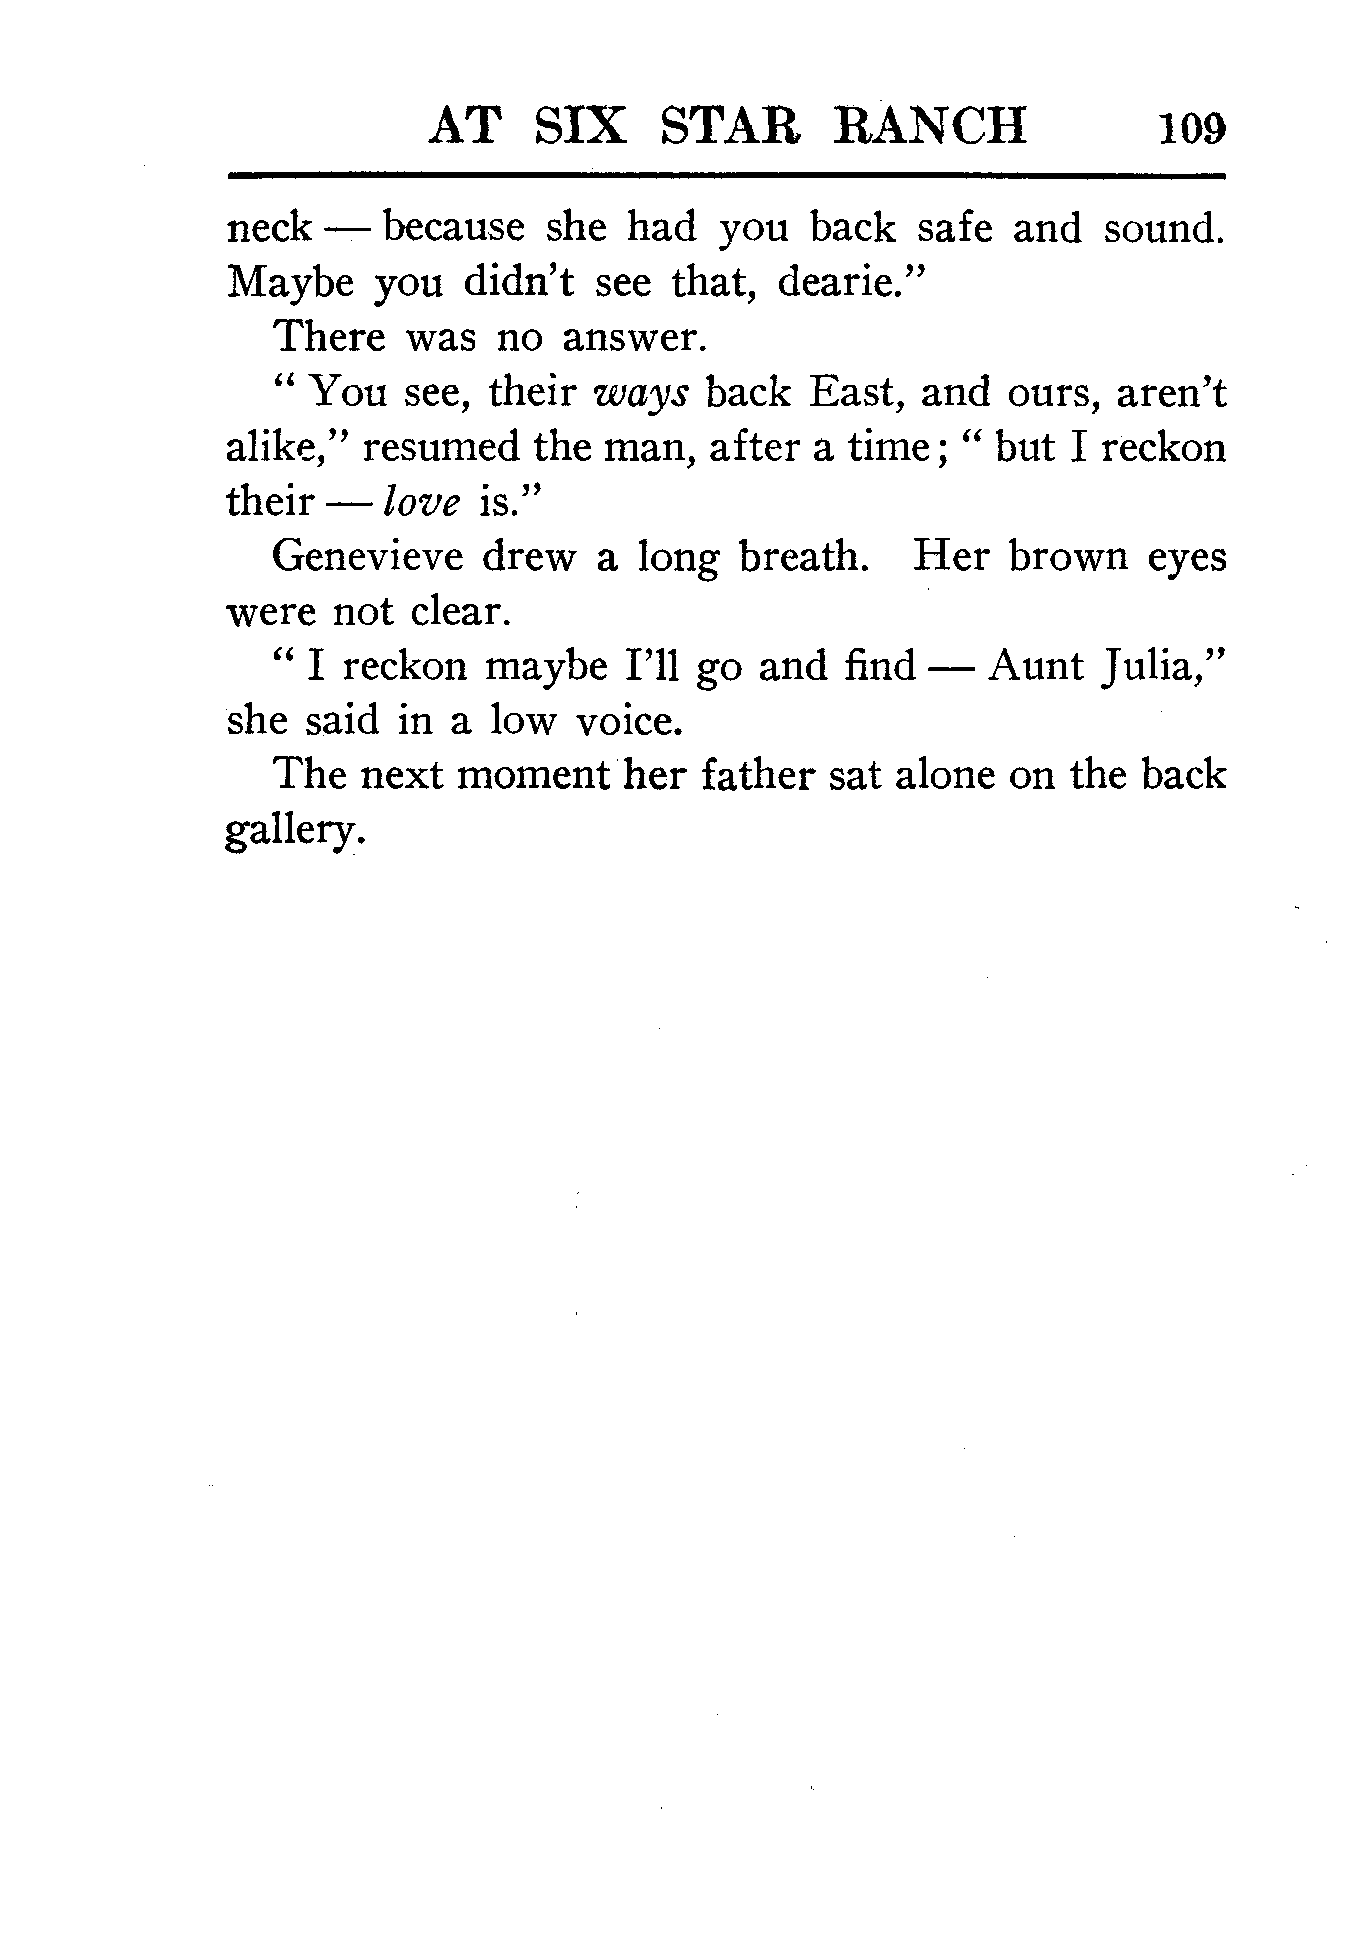 AT SIX STAR RANCH 109
neck — because she had you back safe and sound.
Maybe you didn't see that, dearie."
There was no answer.
" You see, their ways back East, and ours, aren't
alike," resumed the man, after a time; " but I reckon
their — love is."
Genevieve drew a long breath. Her brown eyes
were not clear.
" I reckon maybe I'll go and find — Aunt Julia,"
she said in a low voice.
The next moment her father sat alone on the back
gallery.